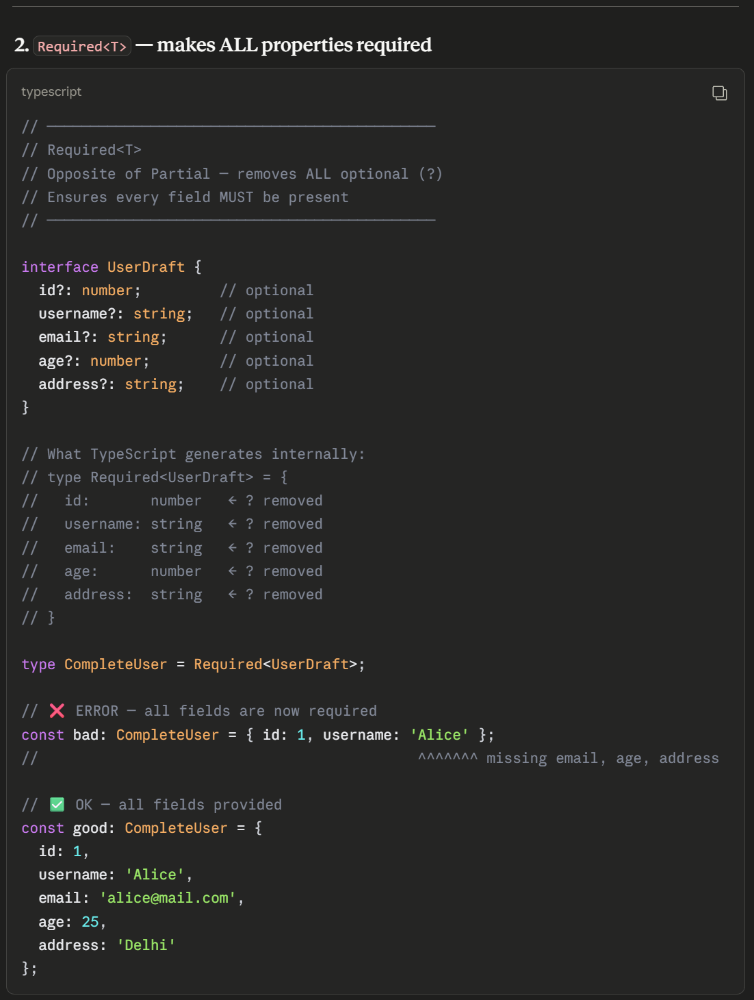 2. Required<T> — makes ALL properties required
typescript
// ─────────────────────────────────────────────
// Required<T>
// Opposite of Partial — removes ALL optional (?)
// Ensures every field MUST be present
// ─────────────────────────────────────────────
interface UserDraft {
  id?: number;         // optional
  username?: string;   // optional
  email?: string;      // optional
  age?: number;        // optional
  address?: string;    // optional
}
// What TypeScript generates internally:
// type Required<UserDraft> = {
//   id:       number   ← ? removed
//   username: string   ← ? removed
//   email:    string   ← ? removed
//   age:      number   ← ? removed
//   address:  string   ← ? removed
// }
type CompleteUser = Required<UserDraft>;
// ❌ ERROR — all fields are now required
const bad: CompleteUser = { id: 1, username: 'Alice' };
//                                            ^^^^^^^ missing email, age, address
// ✅ OK — all fields provided
const good: CompleteUser = {
  id: 1,
  username: 'Alice',
  email: 'alice@mail.com',
  age: 25,
  address: 'Delhi'
};